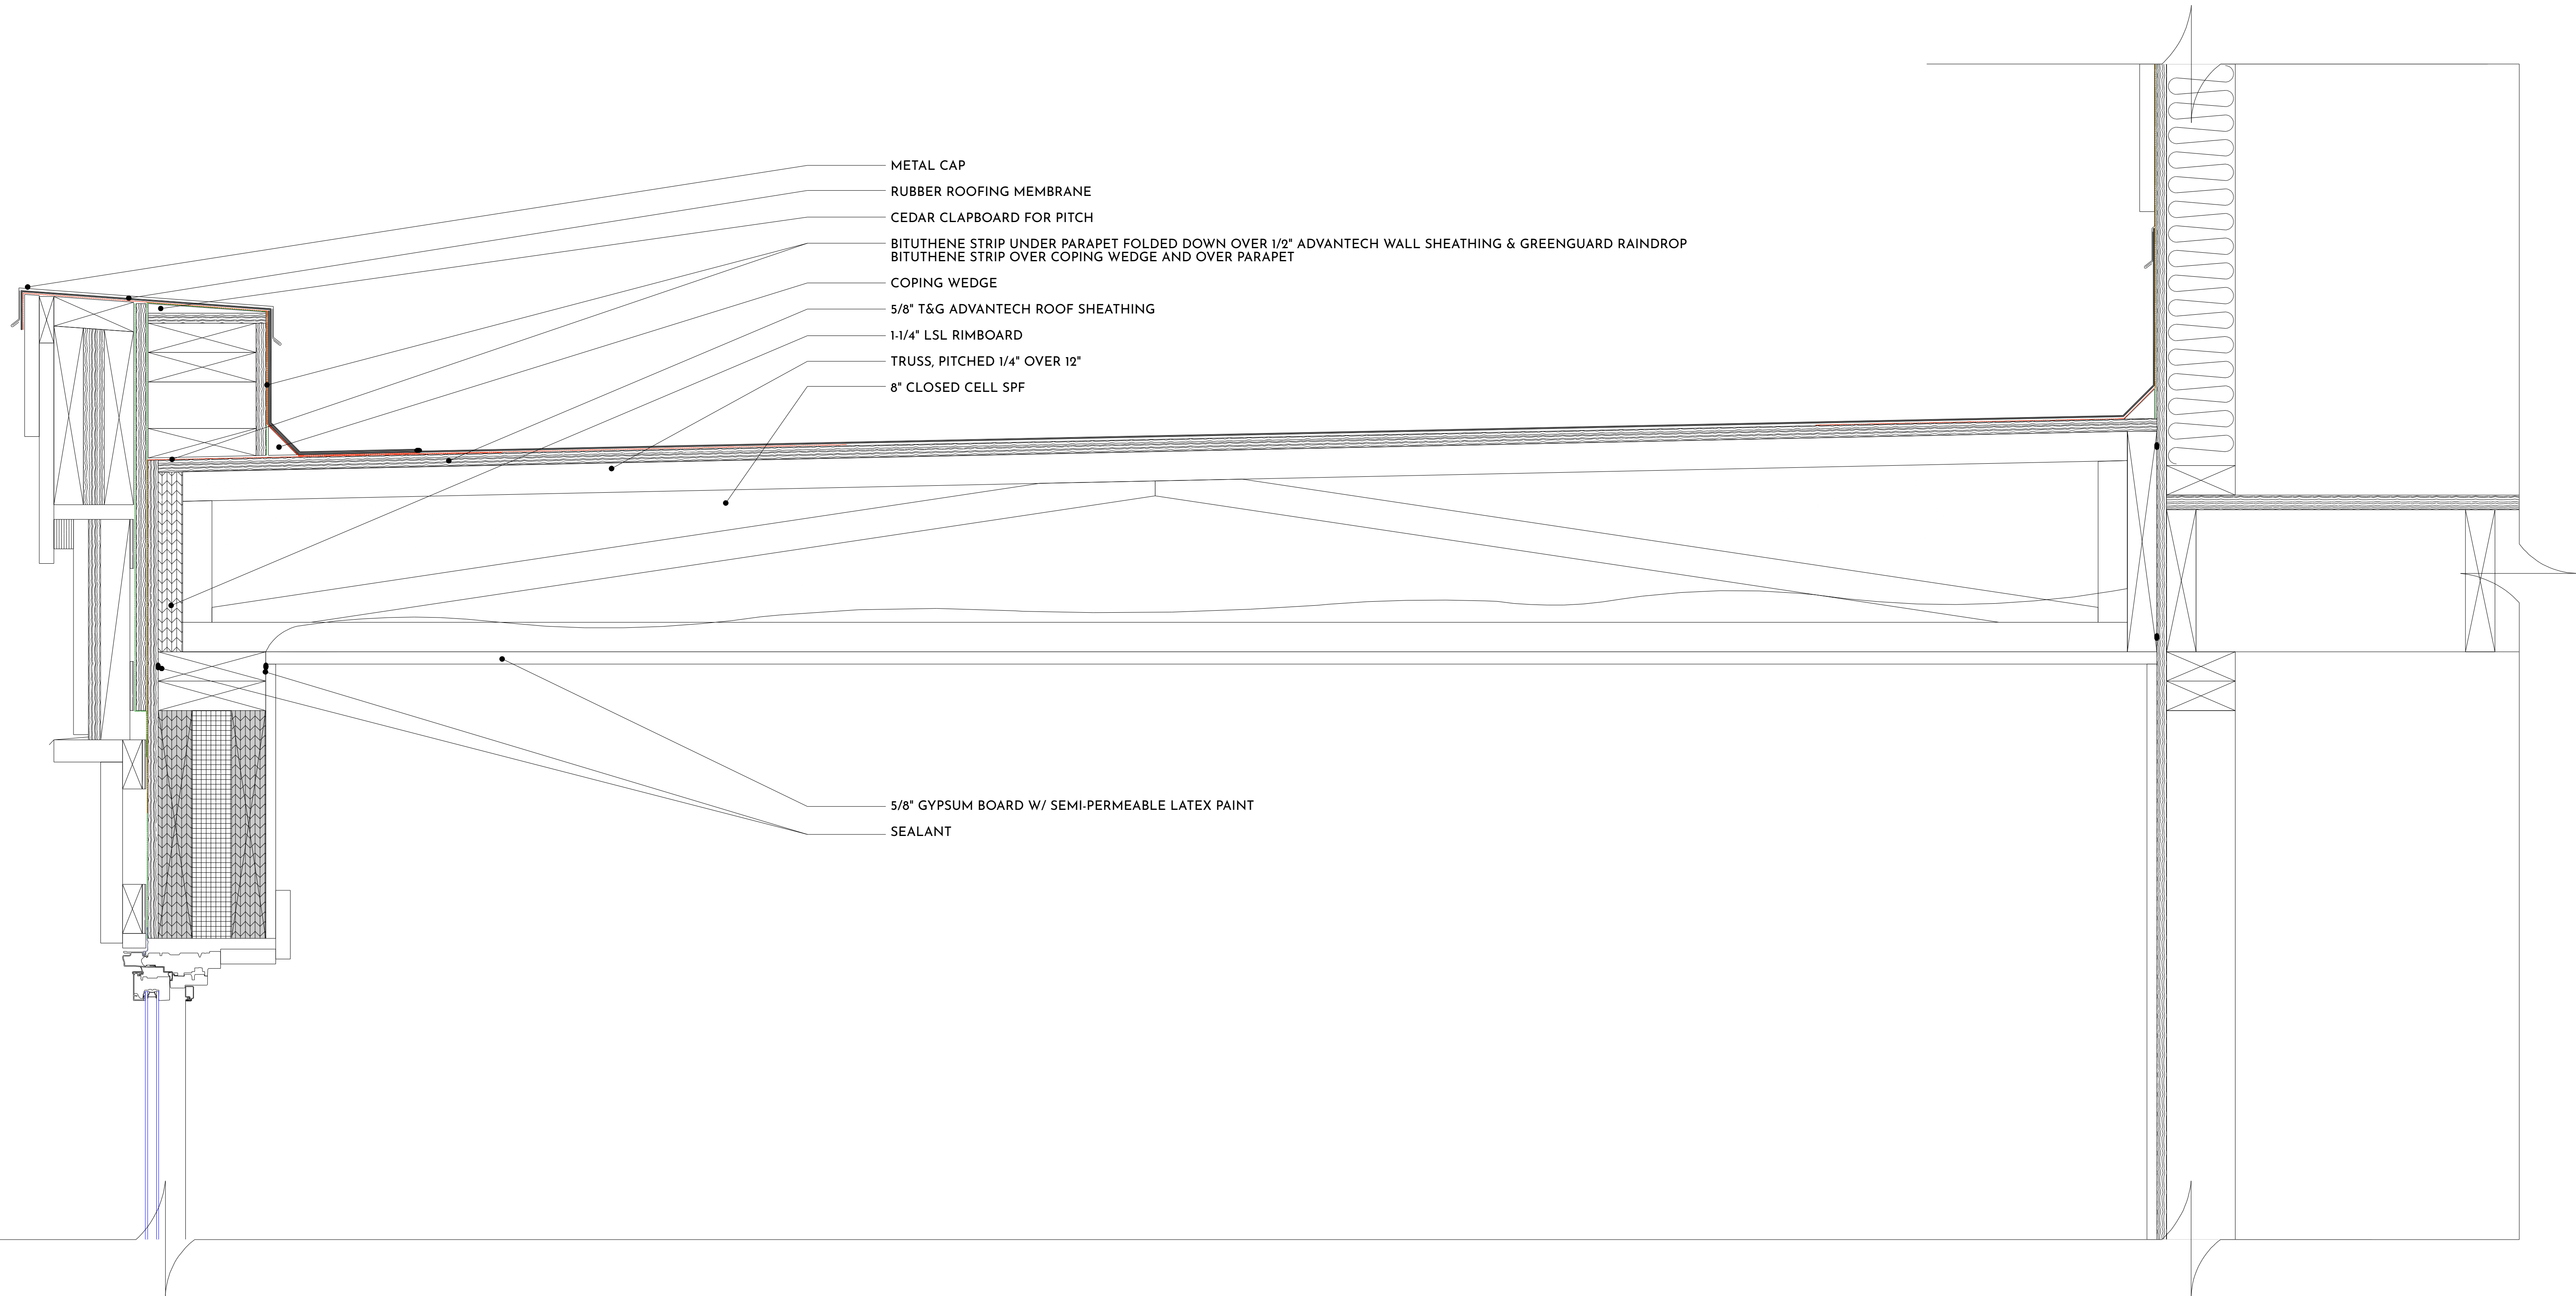 METAL CAP
RUBBER ROOFING MEMBRANE
CEDAR CLAPBOARD FOR PITCH
BITUTHENE STRIP UNDER PARAPET FOLDED DOWN OVER 1/2" ADVANTECH WALL SHEATHING & GREENGUARD RAINDROP
BITUTHENE STRIP OVER COPING WEDGE AND OVER PARAPET
COPING WEDGE
5/8" T&G ADVANTECH ROOF SHEATHING
1-1/4" LSL RIMBOARD
TRUSS, PITCHED 1/4" OVER 12"
8" CLOSED CELL SPF
5/8" GYPSUM BOARD W/ SEMI-PERMEABLE LATEX PAINT
SEALANT